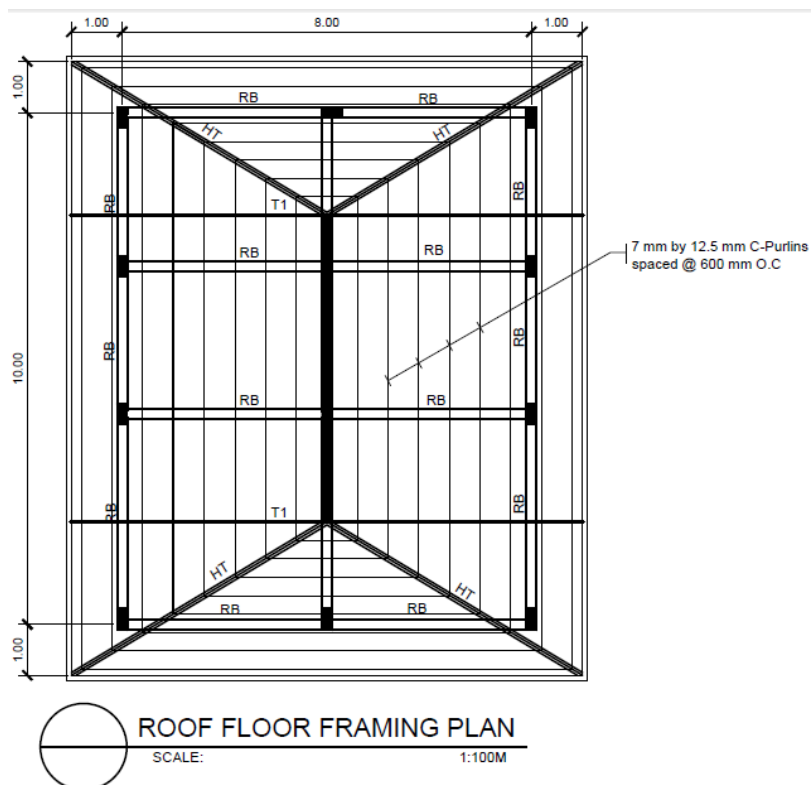 1.00 8.00 1.00
1.00
RB RB
HT HT
RB RB
T1
RB RB
7 mm by 12.5 mm C-Purlins
spaced @ 600 mm O.C
RB RB
10.00
RB RB
T1
RB RB
HT HT
RB RB
1.00
ROOF FLOOR FRAMING PLAN
SCALE: 1:100M